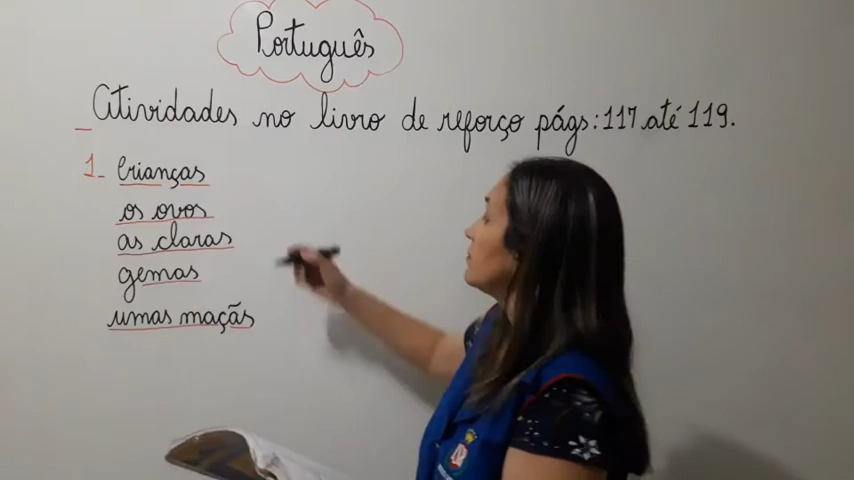 Português
Atividades no livro de reforço págs:117 até 119.
1- Crianças
os ovos
as claras
gemas
umas maçãs